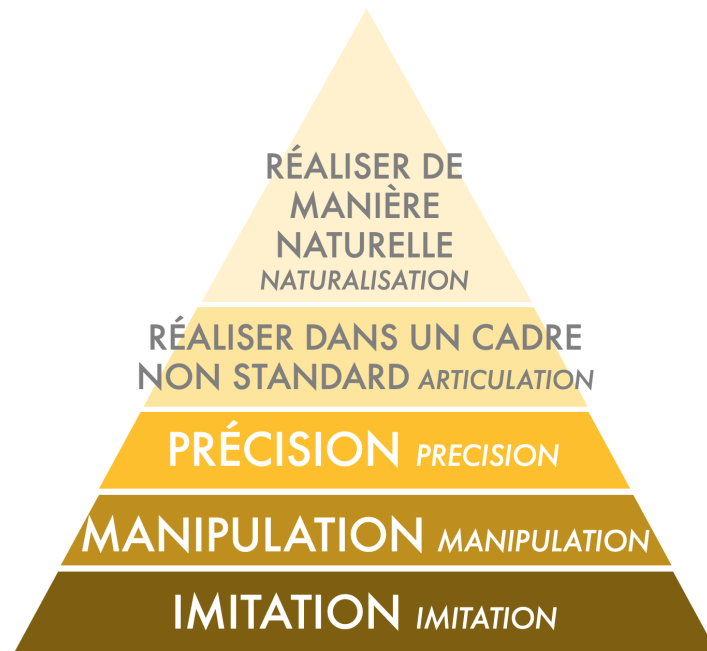 RÉALISER DE
MANIÈRE
NATURELLE
NATURALISATION
RÉALISER DANS UN CADRE
NON STANDARD ARTICULATION
PRÉCISION PRECISION
MANIPULATION MANIPULATION
IMITATION IMITATION